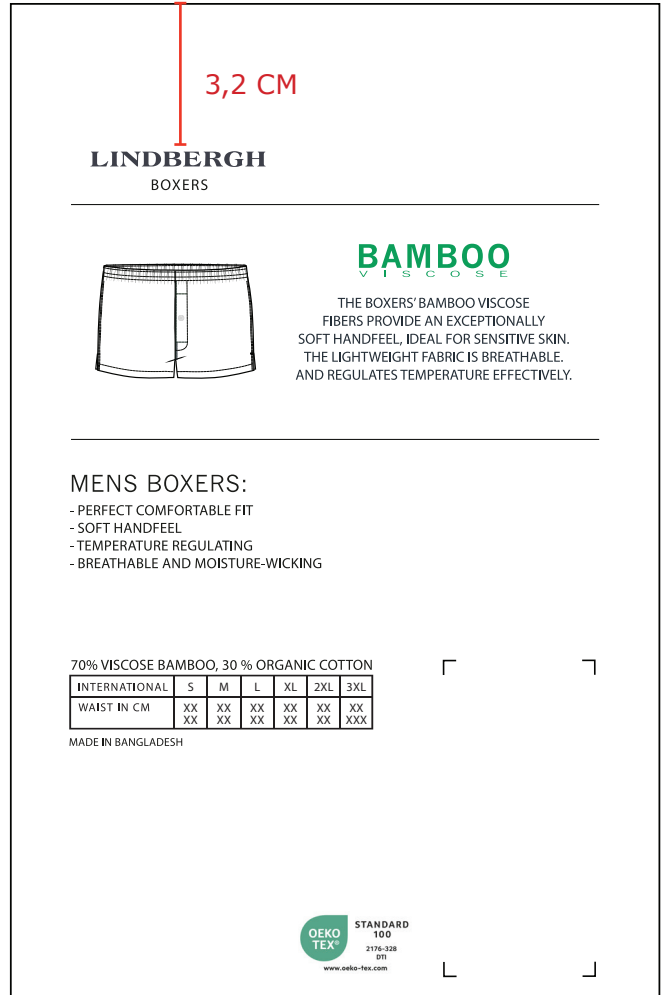 3,2 CM
LINDBERGH
BOXERS
BAMBOO
VISCOSE
THE BOXERS' BAMBOO VISCOSE
FIBERS PROVIDE AN EXCEPTIONALLY
SOFT HANDFEEL, IDEAL FOR SENSITIVE SKIN.
THE LIGHTWEIGHT FABRIC IS BREATHABLE.
AND REGULATES TEMPERATURE EFFECTIVELY.
MENS BOXERS:
- PERFECT COMFORTABLE FIT
- SOFT HANDFEEL
- TEMPERATURE REGULATING
- BREATHABLE AND MOISTURE-WICKING
70% VISCOSE BAMBOO, 30 % ORGANIC COTTON
INTERNATIONAL S M L XL 2XL 3XL
WAIST IN CM XX XX XX XX XX XX
XX XX XX XX XX XXX
MADE IN BANGLADESH
OEKO
TEX®
STANDARD
100
2176-328
DTI
www.oeko-tex.com